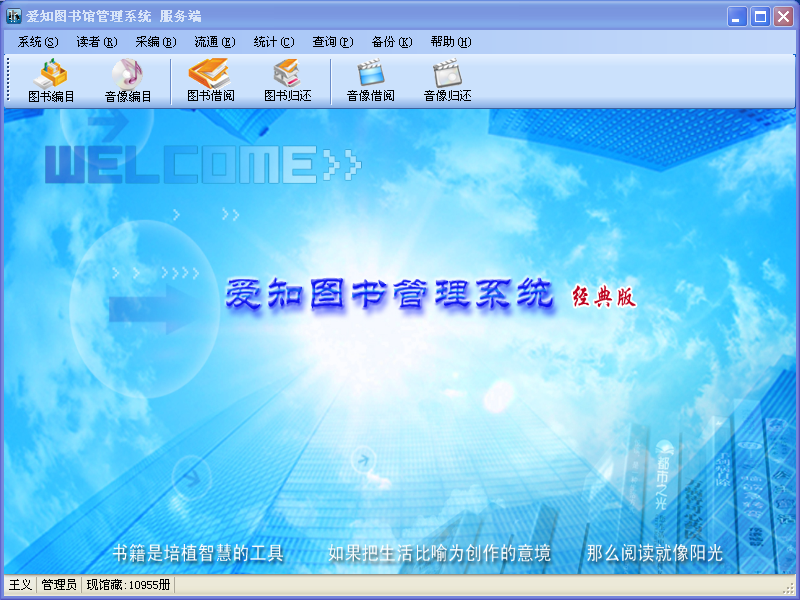 爱知图书馆管理系统 服务端
系统(S) 读者(R) 采编(B) 流通(E) 统计(C) 查询(P) 备份(K) 帮助(H)
图书编目 音像编目 图书借阅 图书归还 音像借阅 音像归还
WELCOME>>
爱知图书管理系统 经典版
都市之光
书籍是培植智慧的工具 如果把生活比喻为创作的意境 那么阅读就像阳光
王义 管理员 现馆藏:10955册